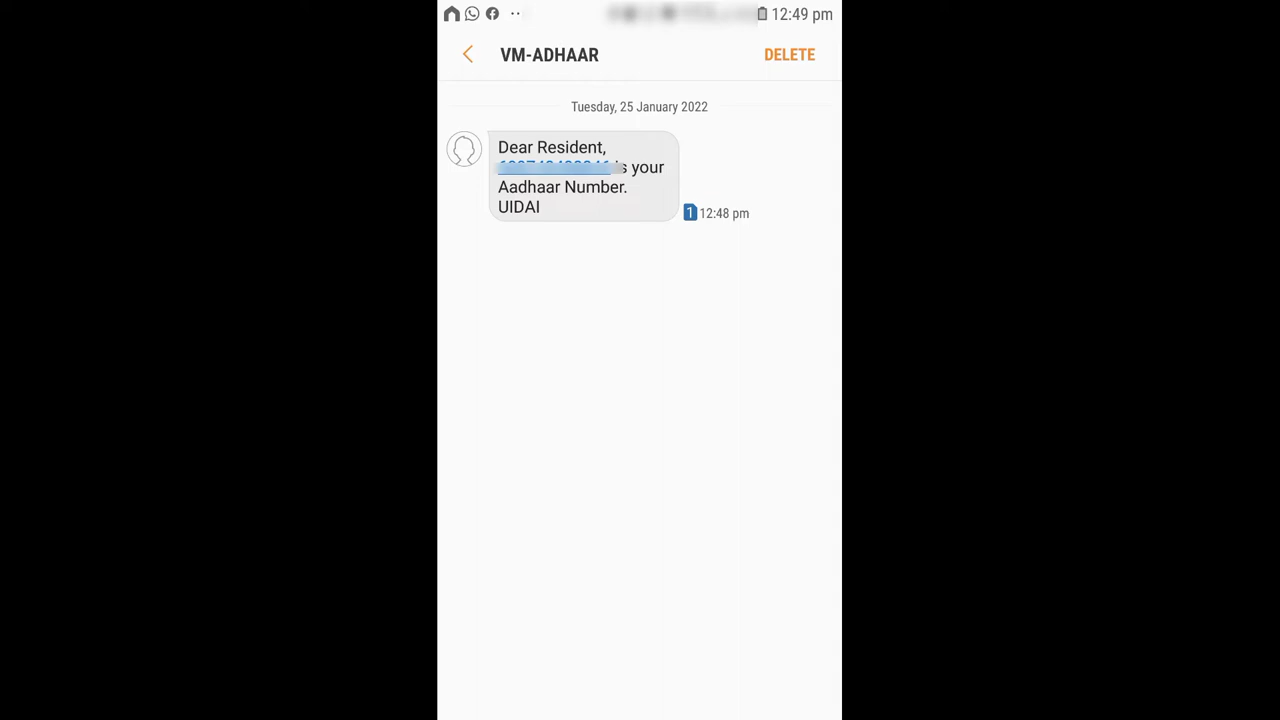 12:49 pm
VM-ADHAAR
DELETE
Tuesday, 25 January 2022
Dear Resident,
is your
Aadhaar Number.
UIDAI
1 12:48 pm